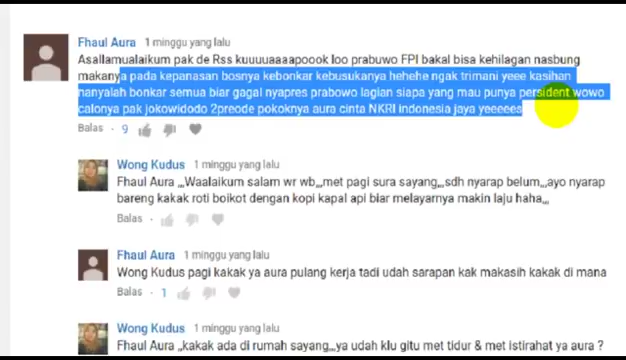 Fhaul Aura 1 minggu yang lalu
Asallamualaikum pak de Rss kuuuuaaaapoook loo prabuwo FPI bakal bisa kehilagan nasbung
makanya pada kepanasan bosnya kebonkar kebusukanya hehehe ngak trimani yeee kasihan
nanyalah bonkar semua biar gagal nyapres prabowo lagian siapa yang mau punya persident wowo
calonya pak jokowidodo 2preode pokoknya aura cinta NKRI indonesia jaya yeeeees
Balas · 9
Wong Kudus 1 minggu yang lalu
Fhaul Aura ,,,Waalaikum salam wr wb,,,met pagi sura sayang,,,sdh nyarap belum,,,ayo nyarap
bareng kakak roti boikot dengan kopi kapal api biar melayarnya makin laju haha,,,
Balas ·
Fhaul Aura 1 minggu yang lalu
Wong Kudus pagi kakak ya aura pulang kerja tadi udah sarapan kak makasih kakak di mana
Balas · 1
Wong Kudus 1 minggu yang lalu
Fhaul Aura ,,kakak ada di rumah sayang,,,ya udah klu gitu met tidur & met istirahat ya aura ?